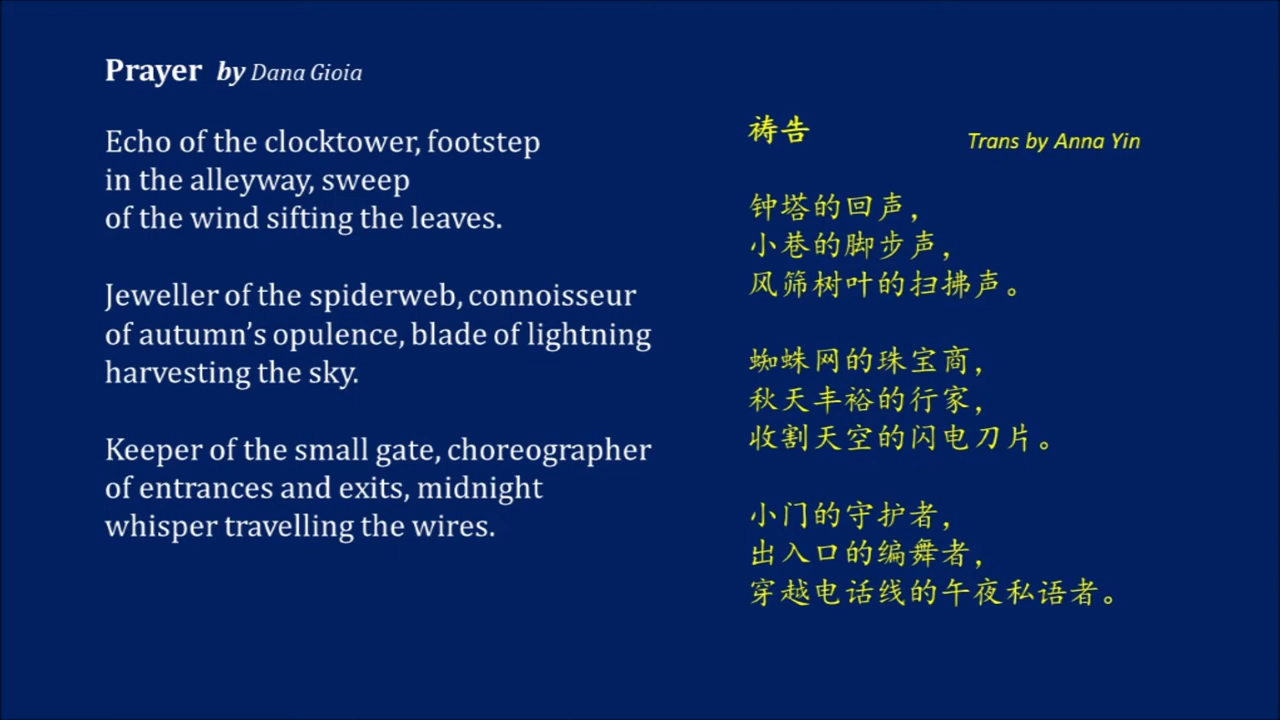 Prayer by Dana Gioia
Echo of the clocktower, footstep
in the alleyway, sweep
of the wind sifting the leaves.
Jeweller of the spiderweb, connoisseur
of autumn's opulence, blade of lightning
harvesting the sky.
Keeper of the small gate, choreographer
of entrances and exits, midnight
whisper travelling the wires.
祷告
Trans by Anna Yin
钟塔的回声，
小巷的脚步声，
风筛树叶的扫拂声。
蜘蛛网的珠宝商，
秋天丰裕的行家，
收割天空的闪电刀片。
小门的守护者，
出入口的编舞者，
穿越电话线的午夜私语者。